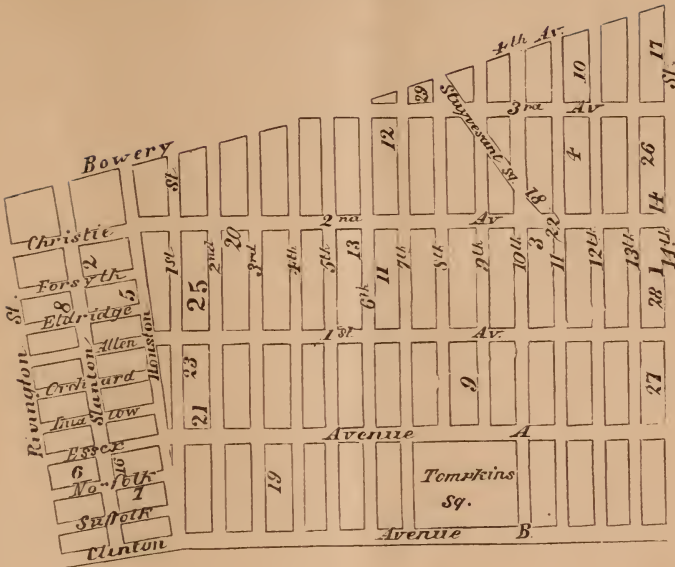 4th Av.
17
10
St.
29
3rd Av
Stuyvesant Sq.
12
4
26
Bowery
St
18
14
2nd Av
22
Christie
1st
2nd
20
3rd
4th
5th
13
6th
11
7th
8th
9th
10th
3
11
12th
13th
1
14th
2
Forsyth
5
25
28
8
Eldridge
1 St. Av.
St.
Allen
Houston
Stanton
Rivington
23
9
Orchard
21
27
Ludlow
Avenue A
Essex
6
16
Norfolk
19
Tompkins
Sq.
7
Suffolk
Avenue B.
Clinton